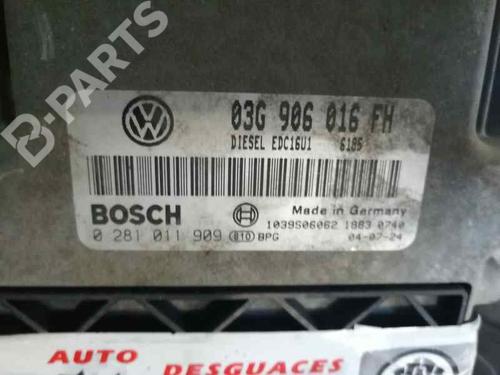 B-PARTS
03G 906 016 FH
DIESEL EDC16U1 6185
BOSCH
Made in Germany
1039S06062 1883 0740
0 281 011 909 810 BPG 04-07-24
AUTO DESGUACES